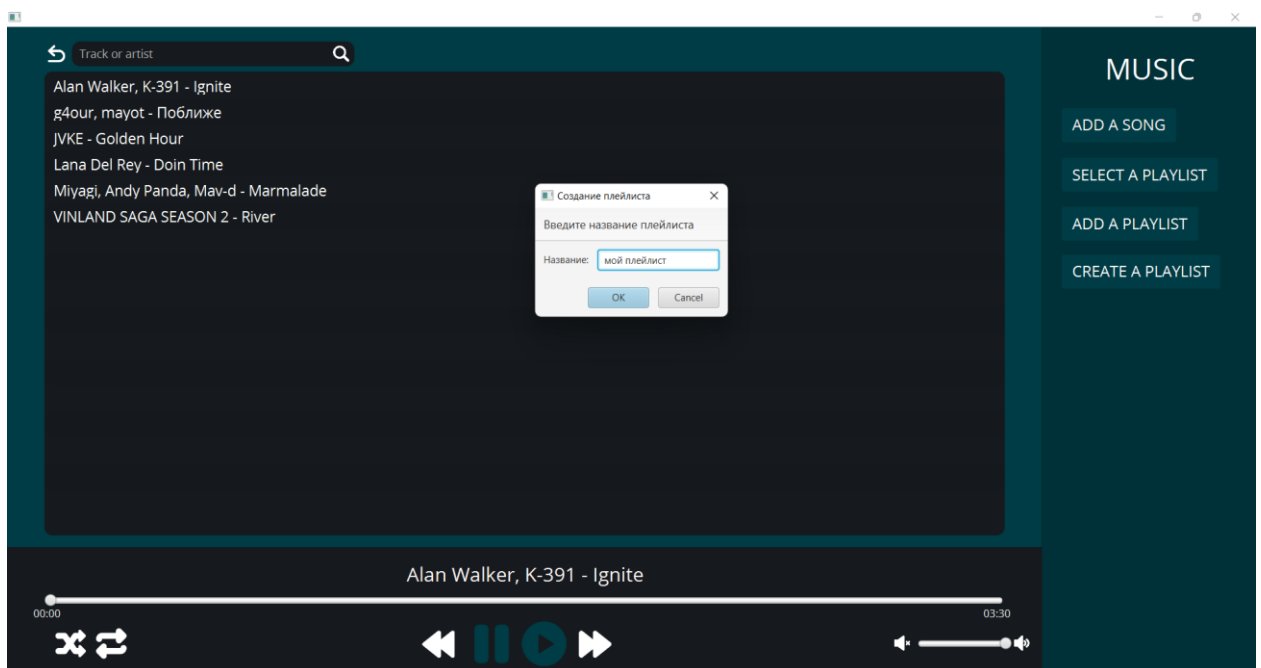 Track or artist
Alan Walker, K-391 - Ignite
g4our, mayot - Поближе
JVKE - Golden Hour
Lana Del Rey - Doin Time
Miyagi, Andy Panda, Mav-d - Marmalade
VINLAND SAGA SEASON 2 - River
Создание плейлиста
Введите название плейлиста
Название: мой плейлист
OK Cancel
MUSIC
ADD A SONG
SELECT A PLAYLIST
ADD A PLAYLIST
CREATE A PLAYLIST
Alan Walker, K-391 - Ignite
00:00 03:30